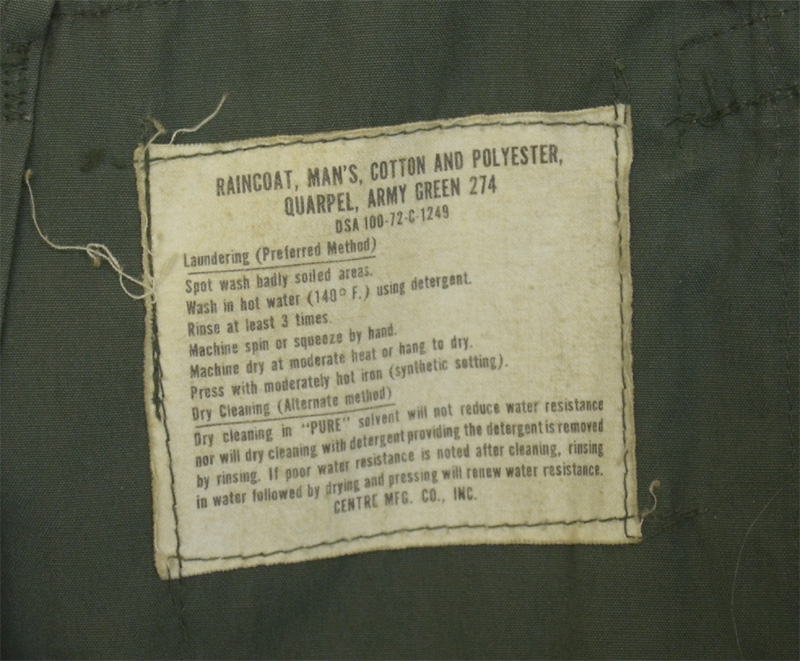 RAINCOAT, MAN'S, COTTON AND POLYESTER,
QUARPEL, ARMY GREEN 274
DSA 100-72-C-1249
Laundering (Preferred Method)
Spot wash badly soiled areas.
Wash in hot water (140° F.) using detergent.
Rinse at least 3 times.
Machine spin or squeeze by hand.
Machine dry at moderate heat or hang to dry.
Press with moderately hot iron (synthetic setting).
Dry Cleaning (Alternate method)
Dry cleaning in "PURE" solvent will not reduce water resistance
nor will dry cleaning with detergent providing the detergent is removed
by rinsing. If poor water resistance is noted after cleaning, rinsing
in water followed by drying and pressing will renew water resistance.
CENTRE MFG. CO., INC.